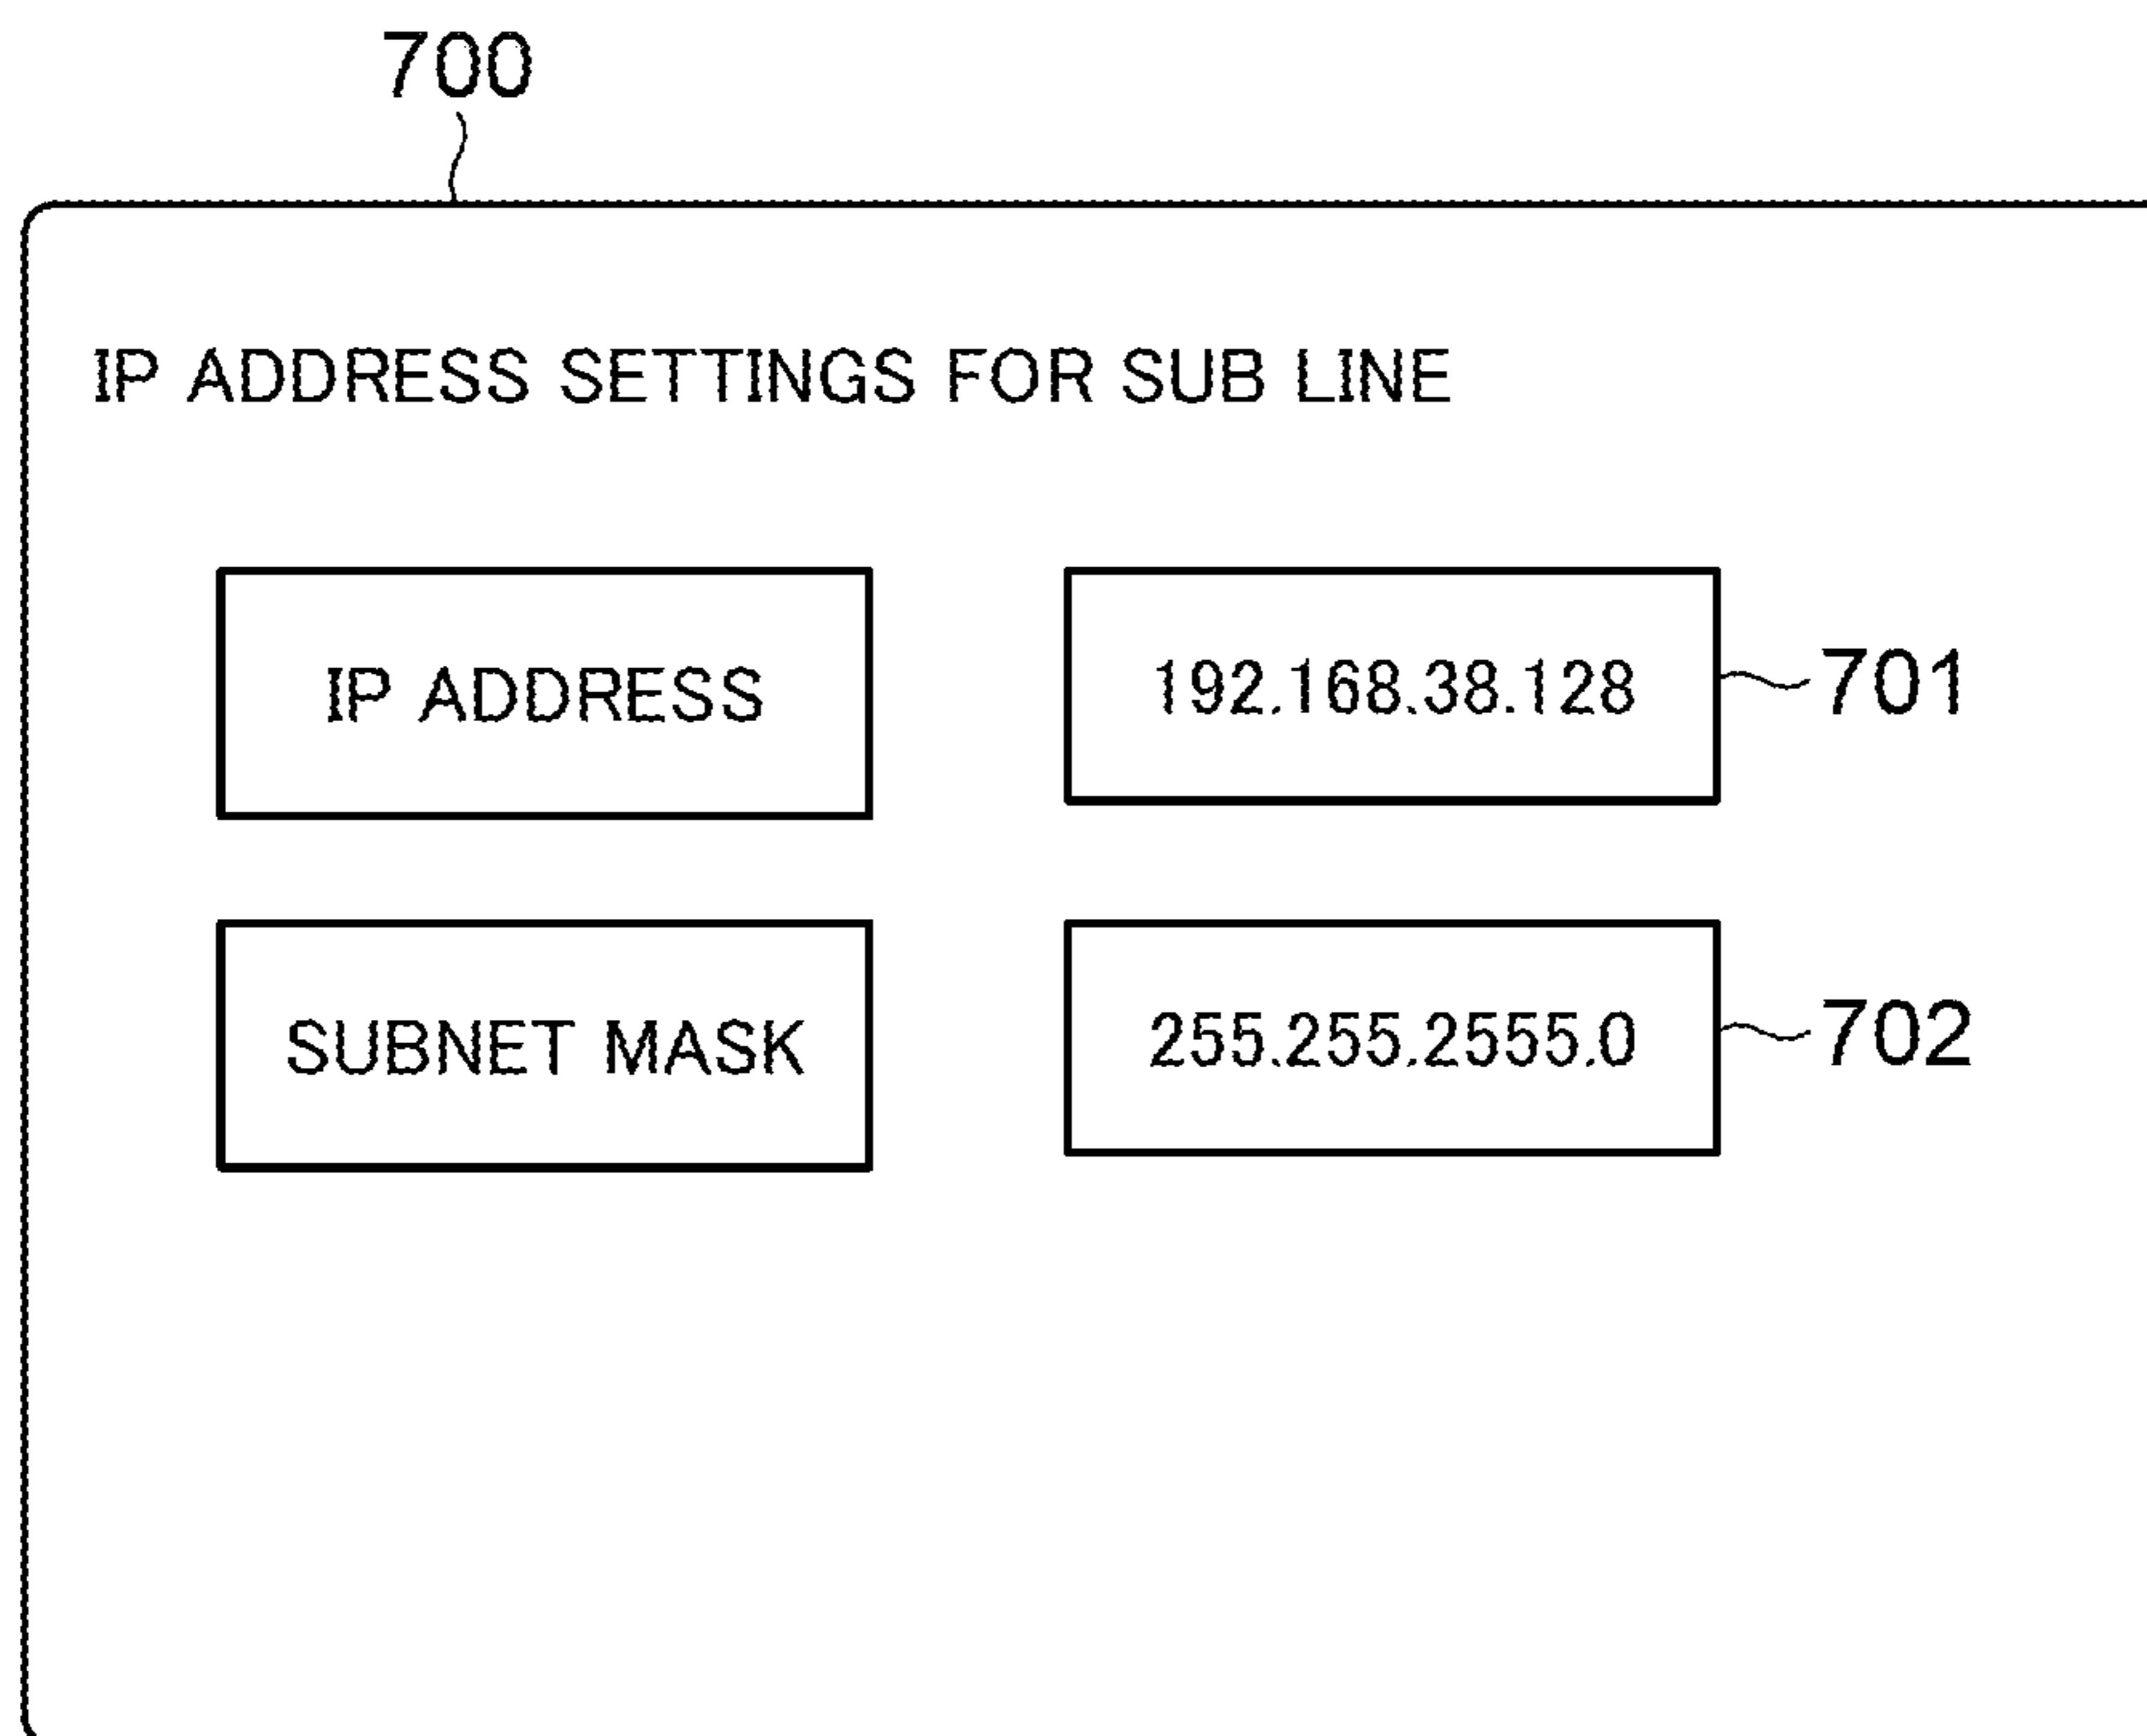 700
IP ADDRESS SETTINGS FOR SUB LINE
IP ADDRESS
192.168.38.128
701
SUBNET MASK
255.255.2555.0
702